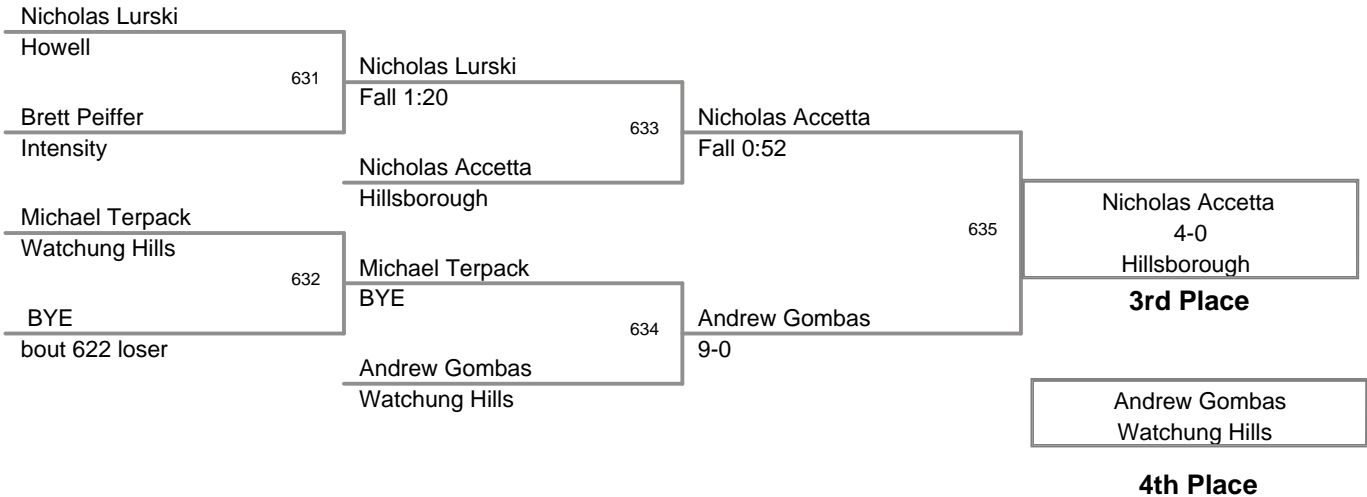 Nicholas Lurski
Howell
631
Nicholas Lurski
Fall 1:20
Brett Peiffer
Intensity
633
Nicholas Accetta
Fall 0:52
Nicholas Accetta
Hillsborough
Michael Terpack
Watchung Hills
635
Nicholas Accetta
4-0
Hillsborough
3rd Place
632
Michael Terpack
BYE
BYE
bout 622 loser
634
Andrew Gombas
9-0
Andrew Gombas
Watchung Hills
Andrew Gombas
Watchung Hills
4th Place